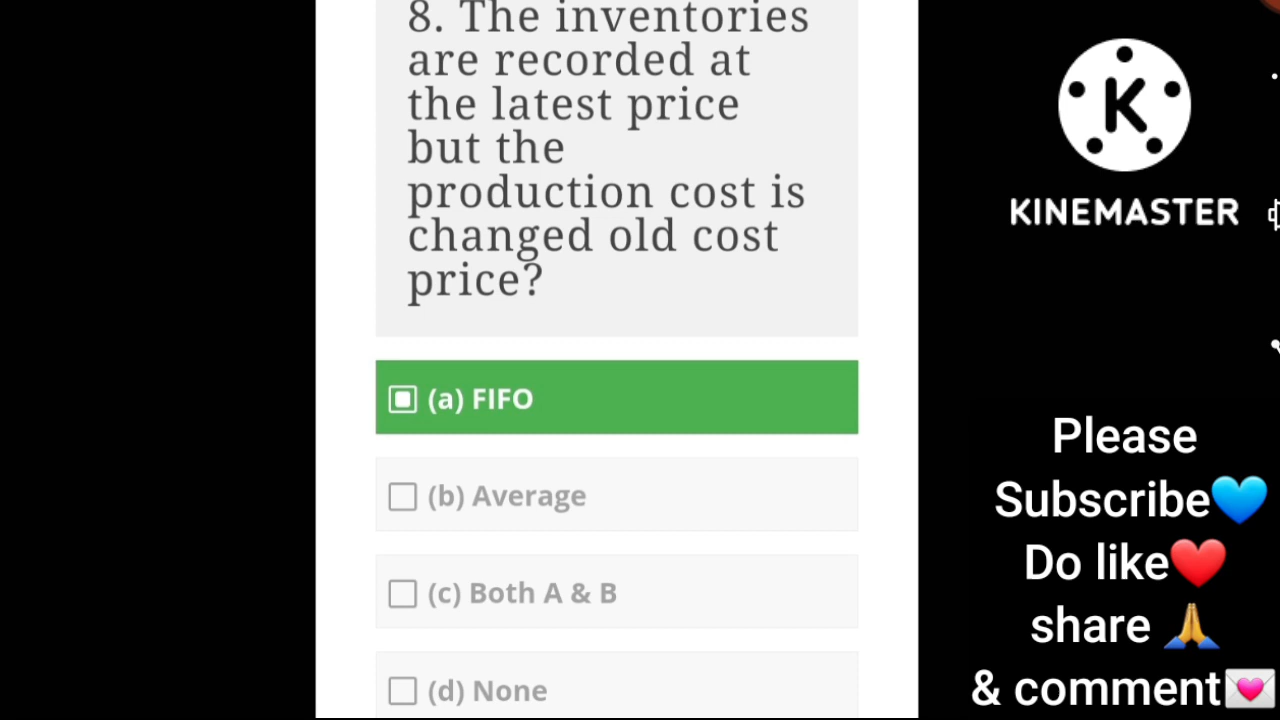 8. The inventories
are recorded at
the latest price
but the
production cost is
changed old cost
price?
(a) FIFO
(b) Average
(c) Both A & B
(d) None
K
KINEMASTER
Please
Subscribe💙
Do like❤️
share 🙏
& comment💌